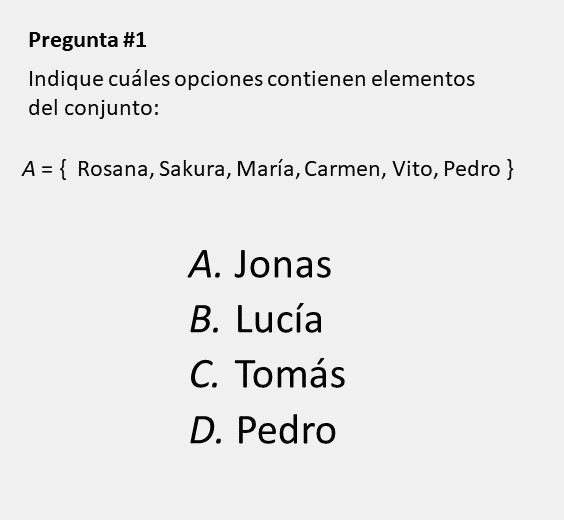 Pregunta #1
Indique cuáles opciones contienen elementos
del conjunto:
A = { Rosana, Sakura, María, Carmen, Vito, Pedro }
A. Jonas
B. Lucía
C. Tomás
D. Pedro